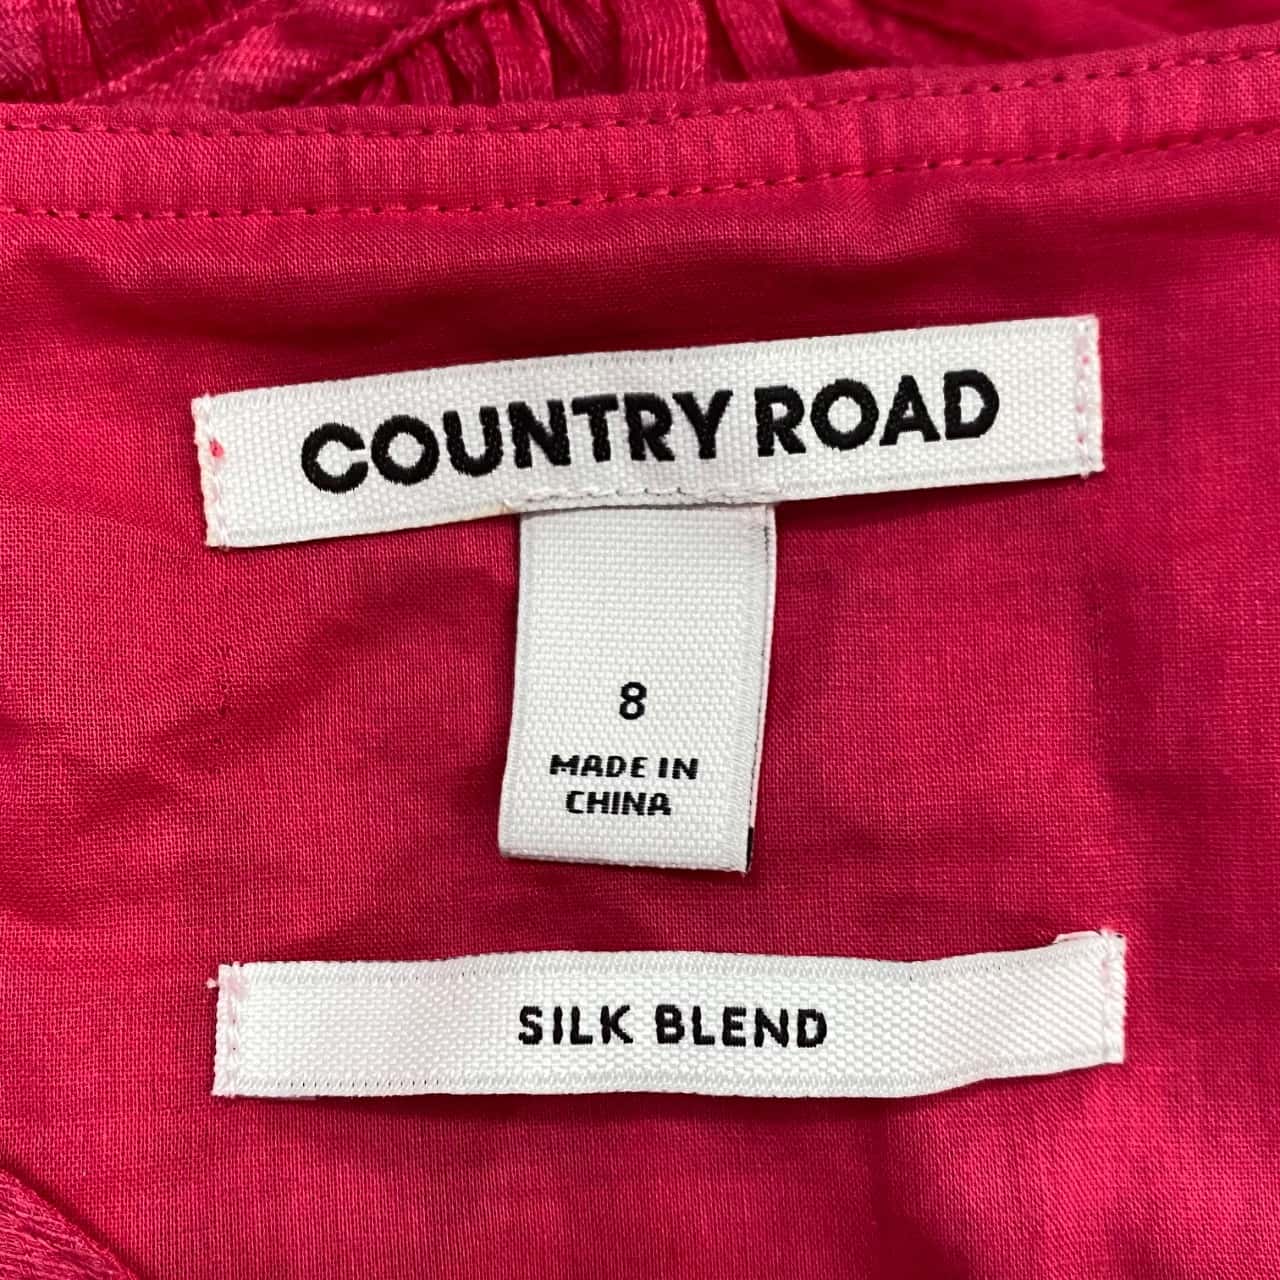 COUNTRY ROAD
8
MADE IN
CHINA
SILK BLEND